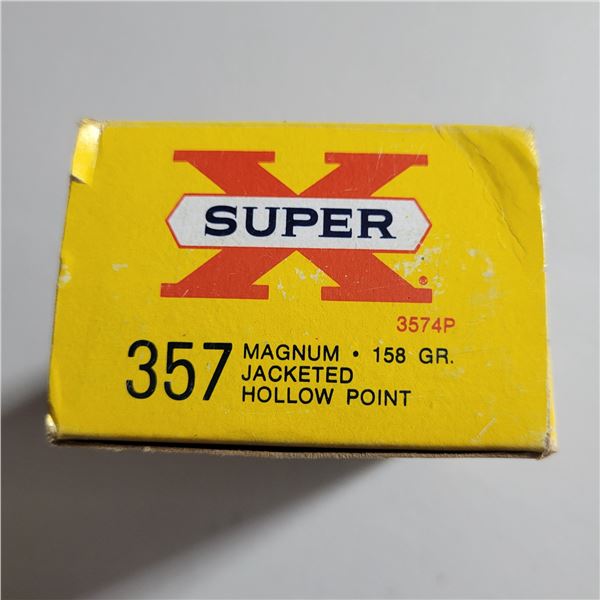 X
SUPER
®
3574P
357 MAGNUM • 158 GR.
JACKETED
HOLLOW POINT